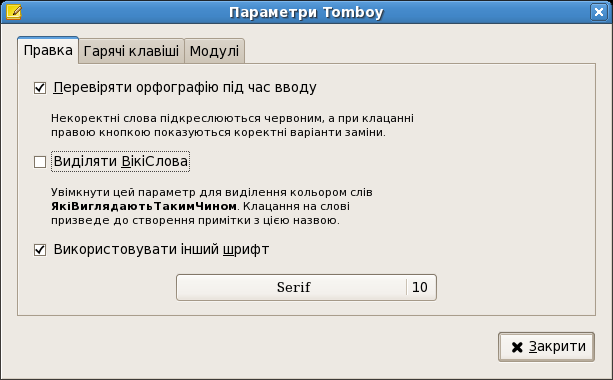 Параметри Tomboy
Правка Гарячі клавіші Модулі
Перевіряти орфографію під час вводу
Некоректні слова підкреслюються червоним, а при клацанні
правою кнопкою показуються коректні варіанти заміни.
Виділяти ВікіСлова
Увімкнути цей параметр для виділення кольором слів
ЯкіВиглядаютьТакимЧином. Клацання на слові
призведе до створення примітки з цією назвою.
Використовувати інший шрифт
Serif 10
Закрити